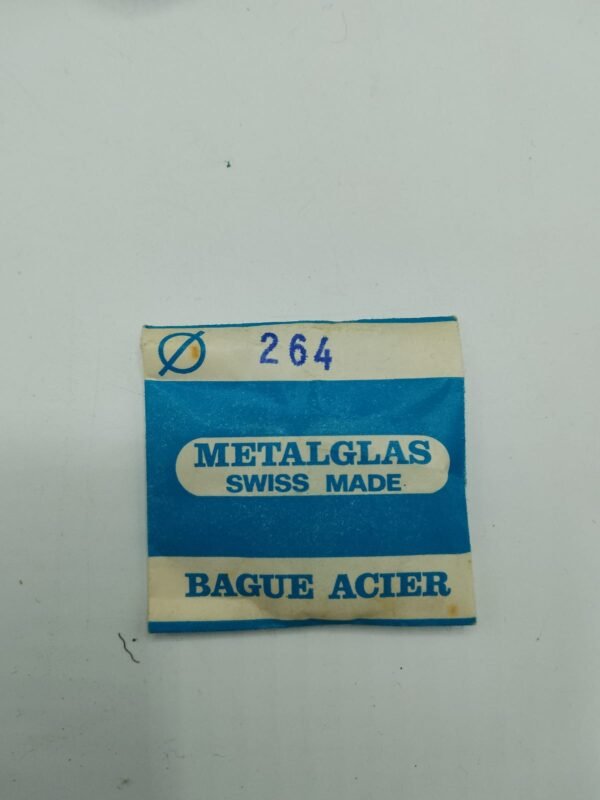 Ø 264
METALGLAS
SWISS MADE
BAGUE ACIER